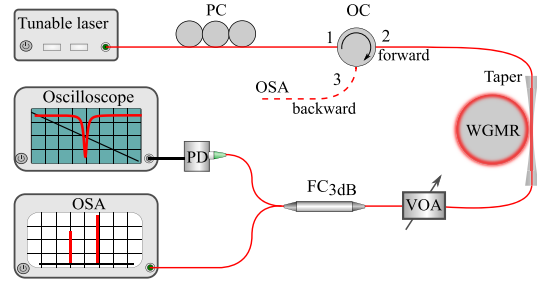 Tunable laser
PC
OC
1
2
3
forward
OSA
backward
Taper
WGMR
Oscilloscope
PD
FC3dB
VOA
OSA